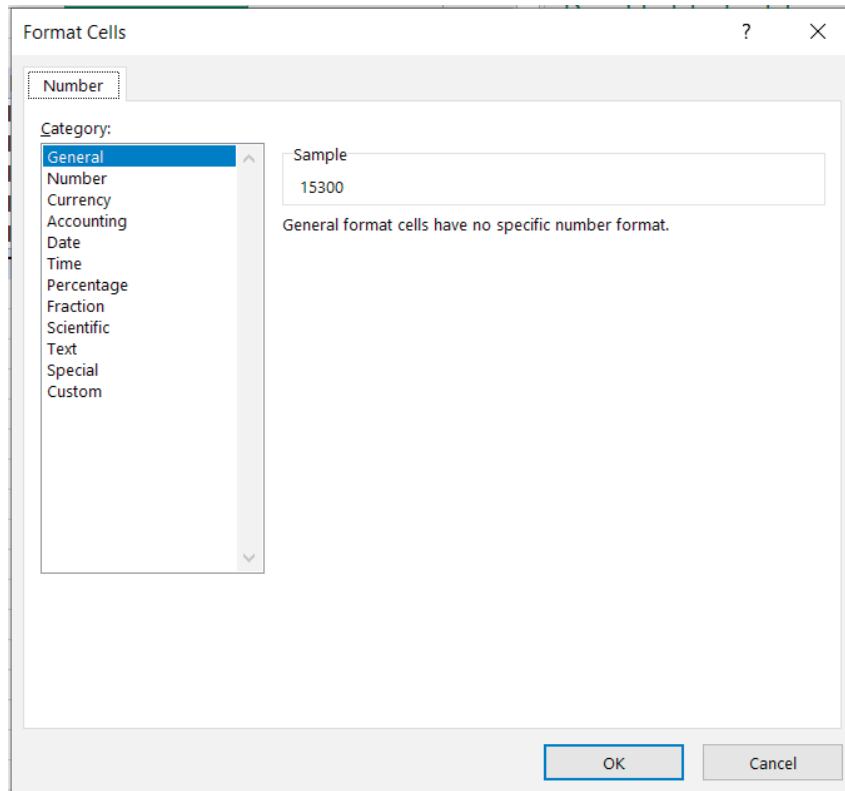 Format Cells ?
Number
Category:
General
Number
Currency
Accounting
Date
Time
Percentage
Fraction
Scientific
Text
Special
Custom
Sample
15300
General format cells have no specific number format.
OK Cancel